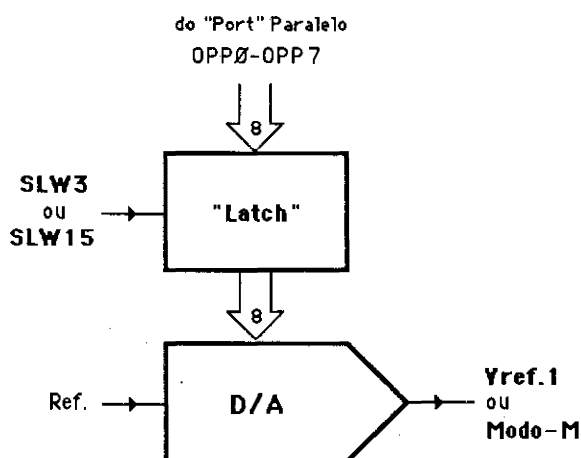 do "Port" Paralelo
OPPØ-OPP7
8
SLW3
ou
SLW15
"Latch"
8
Ref.
D/A
Vref.1
ou
Modo-M